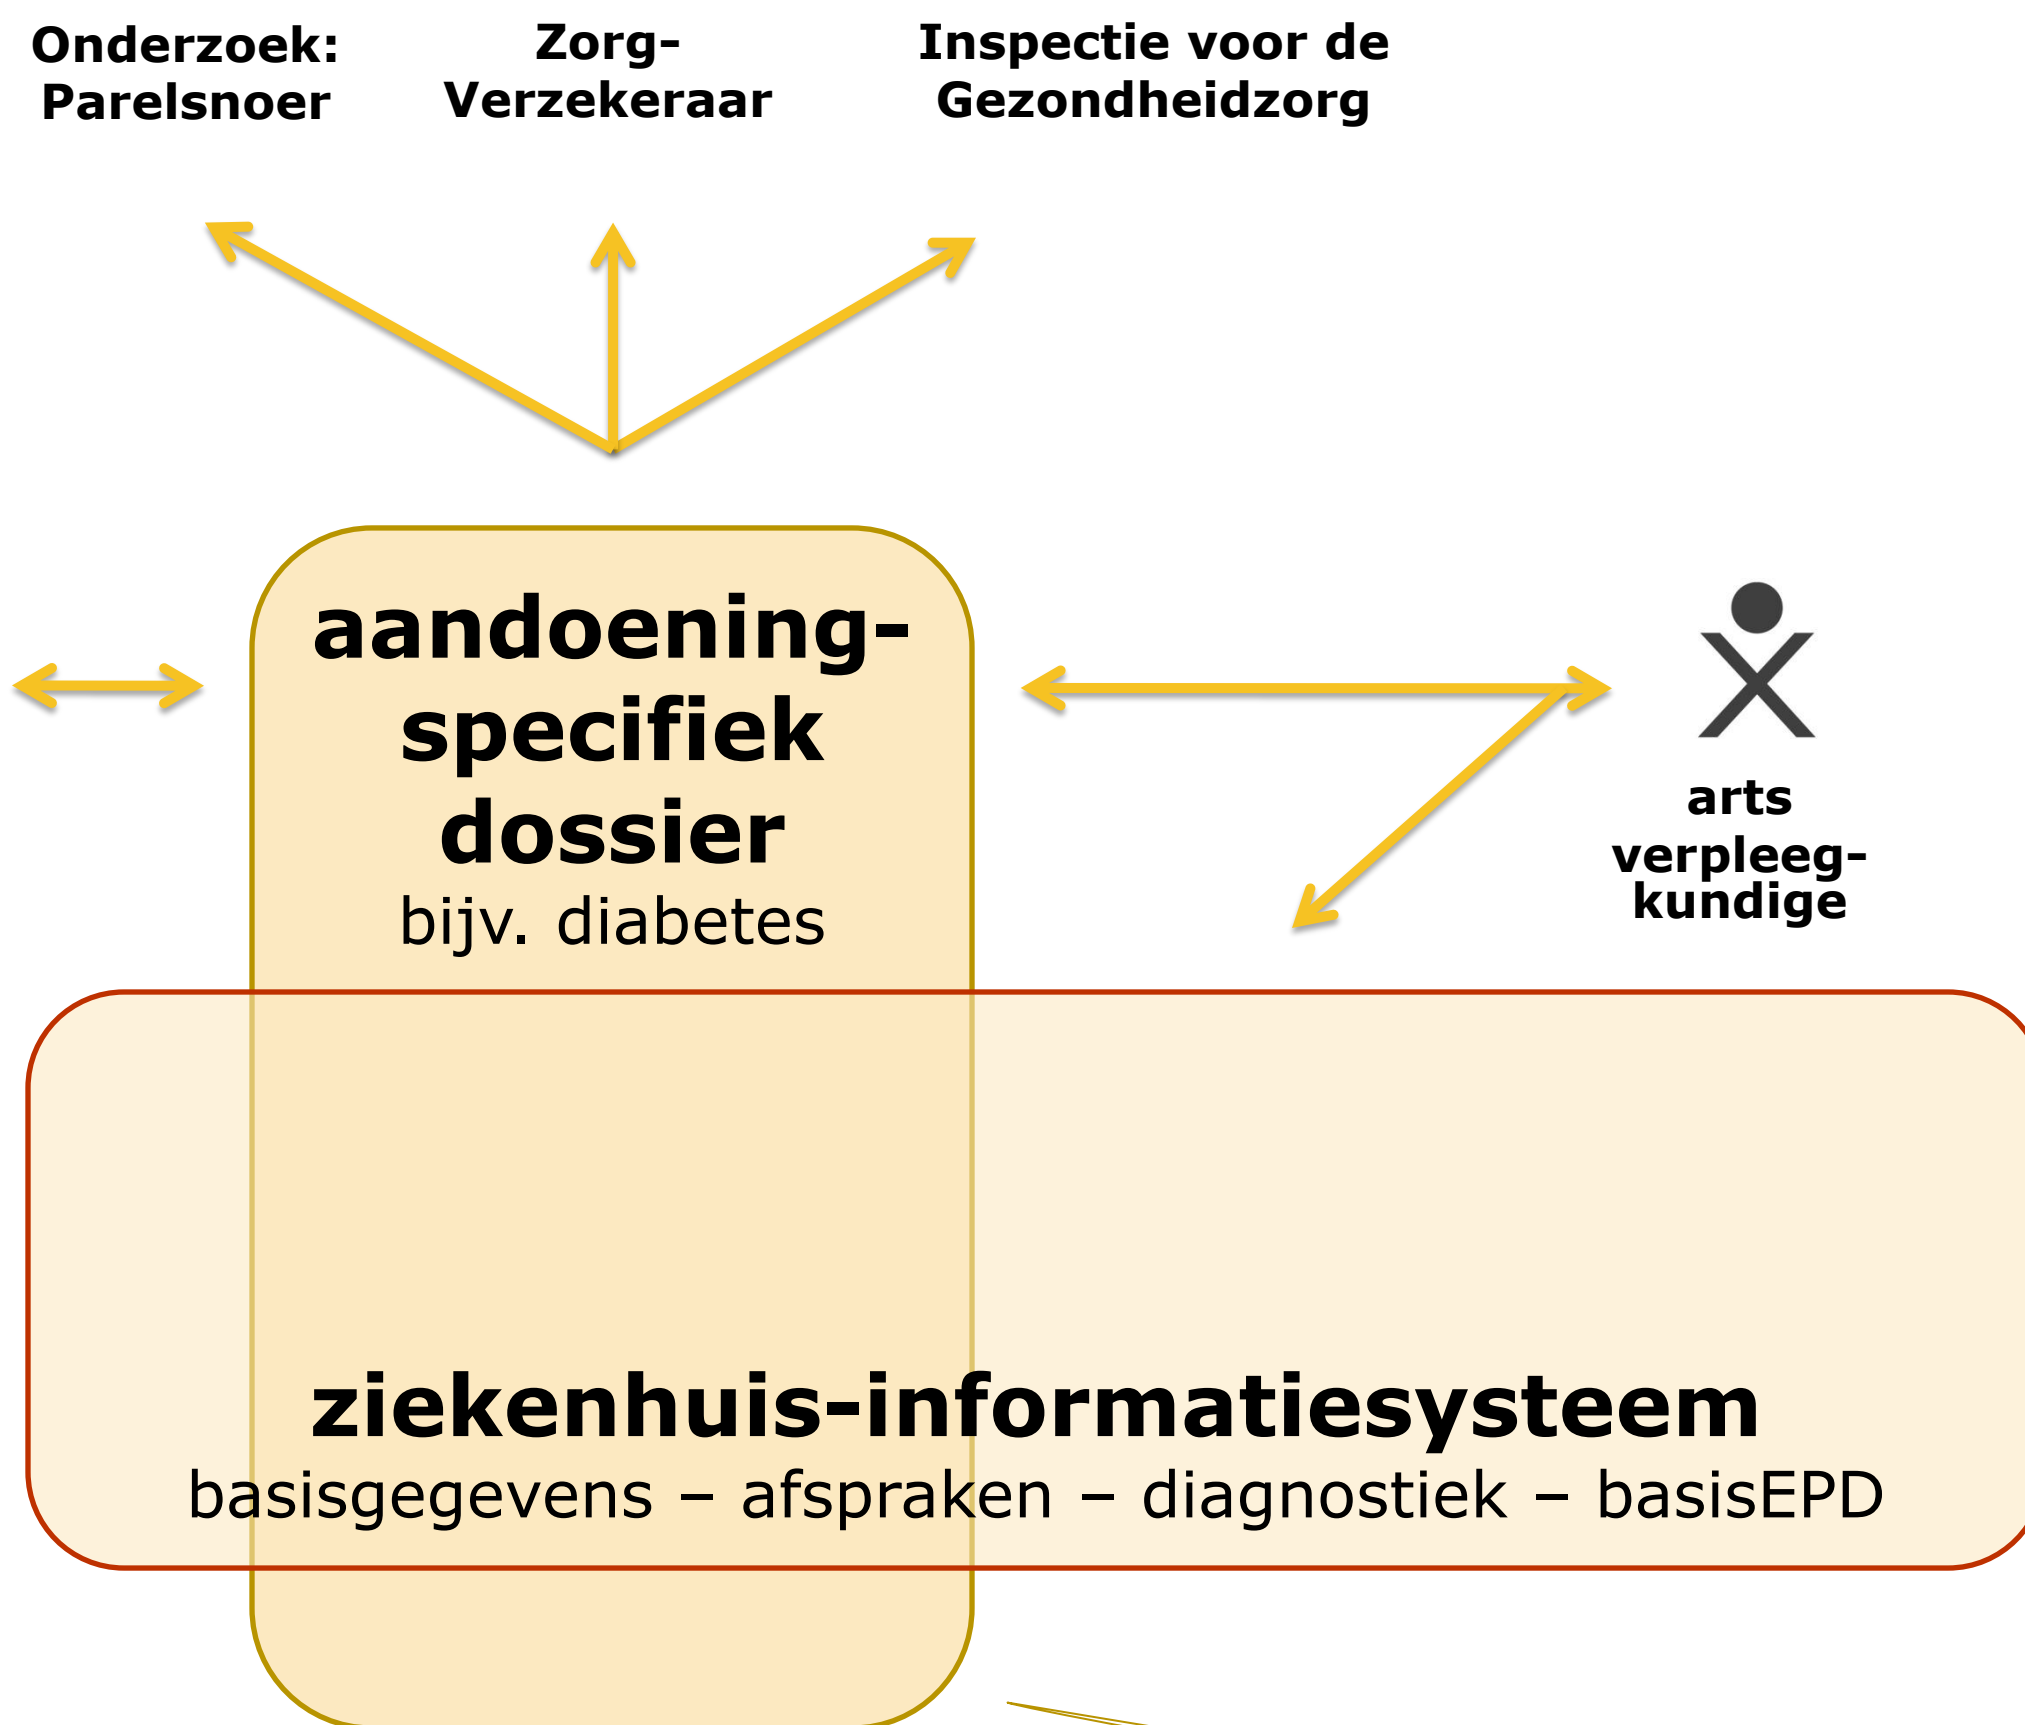 Onderzoek:
Parelsnoer
Zorg-
Verzekeraar
Inspectie voor de
Gezondheidzorg
aandoening-
specifiek
dossier
bijv. diabetes
arts
verpleeg-
kundige
ziekenhuis-informatiesysteem
basisgegevens – afspraken – diagnostiek – basisEPD